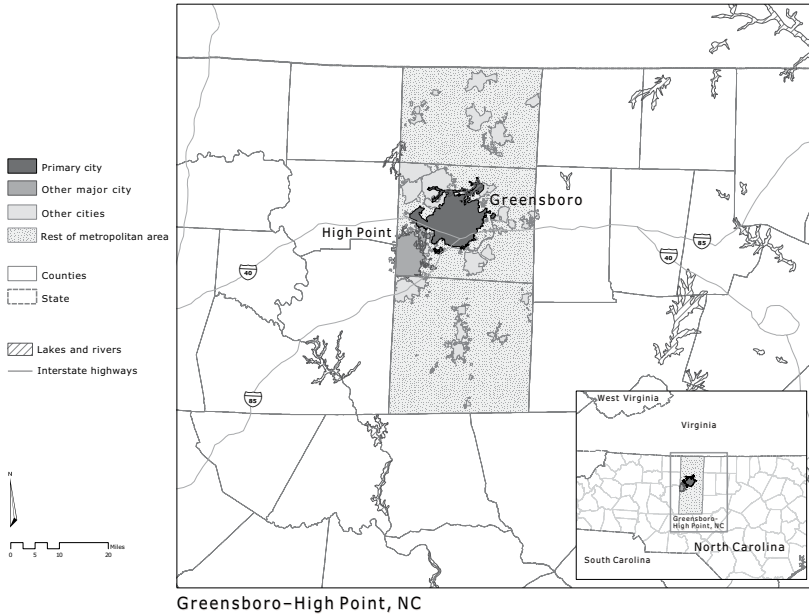 Primary city
Other major city
Other cities
Rest of metropolitan area
Counties
State
Lakes and rivers
Interstate highways
N
0 5 10 20
Miles
Greensboro
High Point
40
85
40
85
West Virginia
Virginia
Greensboro–
High Point, NC
North Carolina
South Carolina
Greensboro–High Point, NC